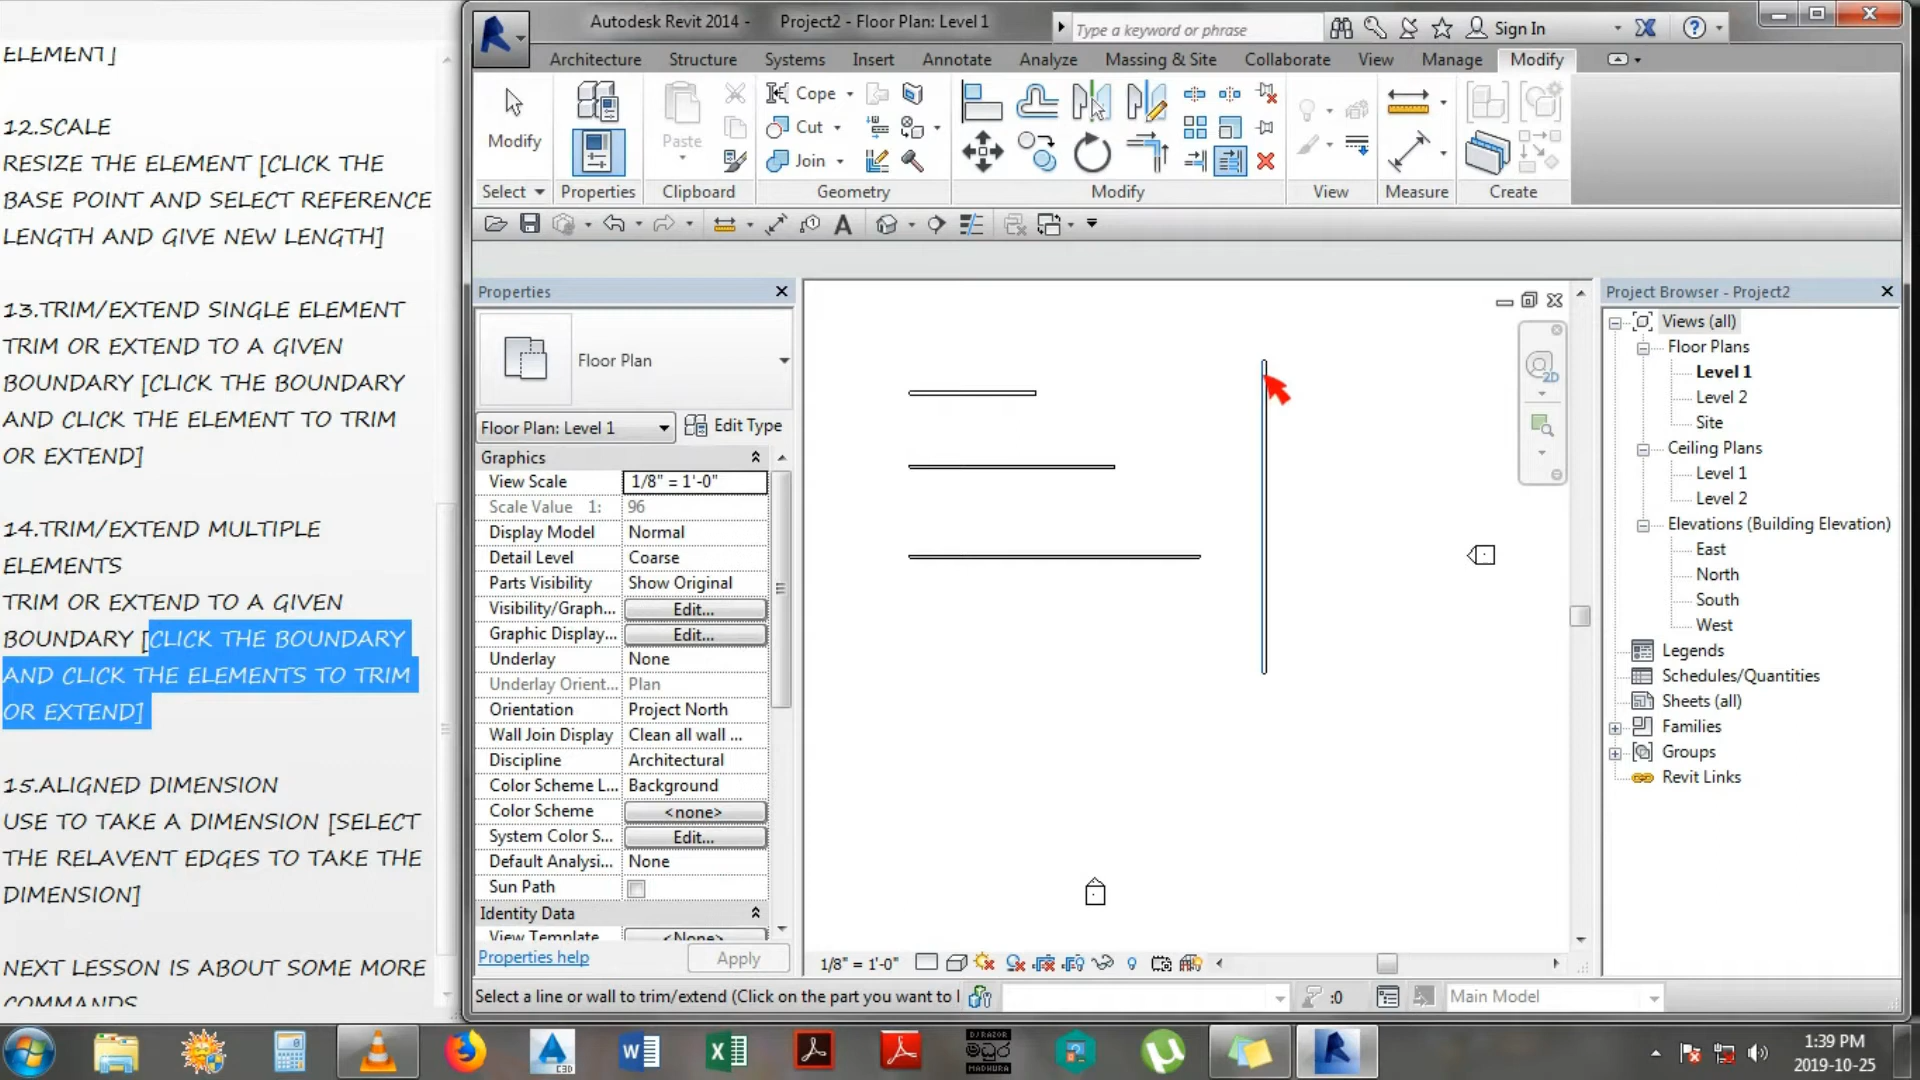 ELEMENT]
12.SCALE
RESIZE THE ELEMENT [CLICK THE
BASE POINT AND SELECT REFERENCE
LENGTH AND GIVE NEW LENGTH]
13.TRIM/EXTEND SINGLE ELEMENT
TRIM OR EXTEND TO A GIVEN
BOUNDARY [CLICK THE BOUNDARY
AND CLICK THE ELEMENT TO TRIM
OR EXTEND]
14.TRIM/EXTEND MULTIPLE
ELEMENTS
TRIM OR EXTEND TO A GIVEN
BOUNDARY [CLICK THE BOUNDARY
AND CLICK THE ELEMENTS TO TRIM
OR EXTEND]
15.ALIGNED DIMENSION
USE TO TAKE A DIMENSION [SELECT
THE RELAVENT EDGES TO TAKE THE
DIMENSION]
NEXT LESSON IS ABOUT SOME MORE
COMMANDS
Autodesk Revit 2014 - Project2 - Floor Plan: Level 1
Type a keyword or phrase
Sign In
Architecture Structure Systems Insert Annotate Analyze Massing & Site Collaborate View Manage Modify
Modify
Paste
Cope
Cut
Join
Select Properties Clipboard Geometry Modify View Measure Create
Properties
Floor Plan
Floor Plan: Level 1 Edit Type
Graphics
View Scale 1/8" = 1'-0"
Scale Value 1: 96
Display Model Normal
Detail Level Coarse
Parts Visibility Show Original
Visibility/Graph... Edit...
Graphic Display... Edit...
Underlay None
Underlay Orient... Plan
Orientation Project North
Wall Join Display Clean all wall ...
Discipline Architectural
Color Scheme L... Background
Color Scheme <none>
System Color S... Edit...
Default Analysi... None
Sun Path
Identity Data
View Template <None>
Properties help Apply
2D
1/8" = 1'-0"
Project Browser - Project2
Views (all)
Floor Plans
Level 1
Level 2
Site
Ceiling Plans
Level 1
Level 2
Elevations (Building Elevation)
East
North
South
West
Legends
Schedules/Quantities
Sheets (all)
Families
Groups
Revit Links
Select a line or wall to trim/extend (Click on the part you want to l
:0
Main Model
C3D
DJ RAZOR
මධුර
MADHURA
1:39 PM
2019-10-25